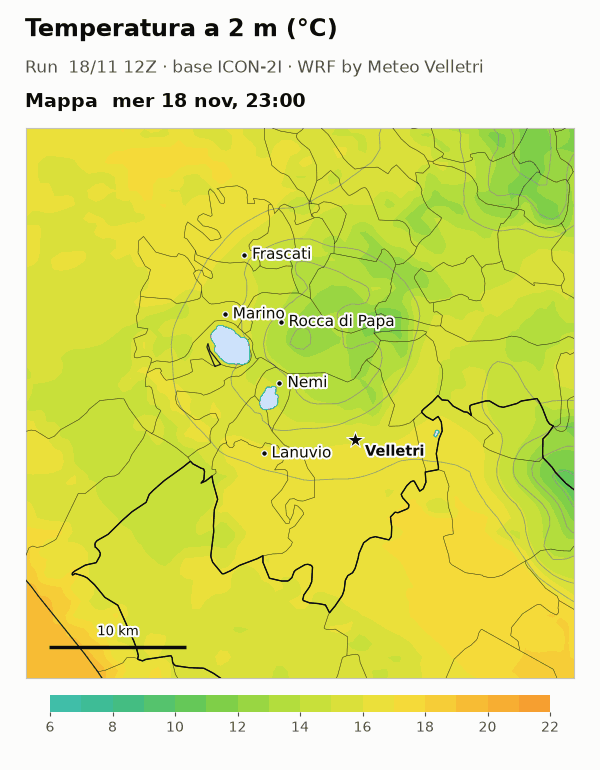 Temperatura a 2 m (°C)
Run  18/11 12Z · base ICON-2I · WRF by Meteo Velletri
Mappa  mer 18 nov, 23:00
Frascati
Marino
Rocca di Papa
Nemi
Lanuvio
Velletri
10 km
6 8 10 12 14 16 18 20 22